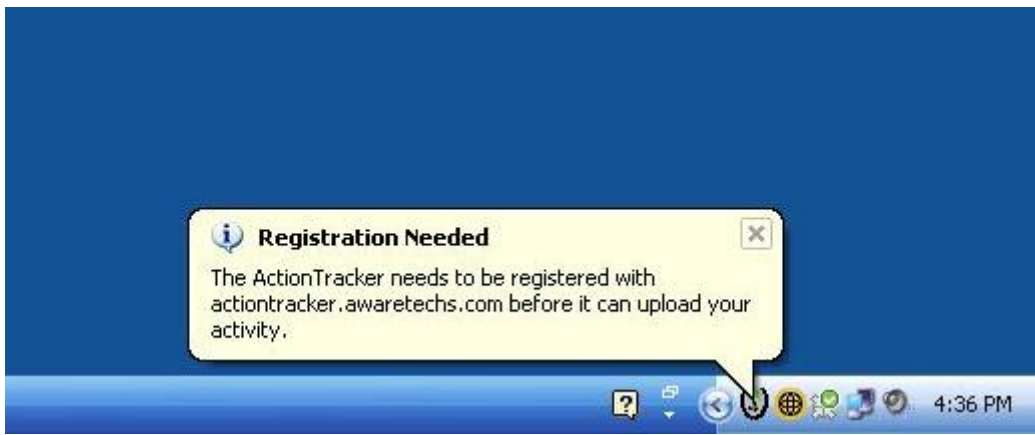 Registration Needed
The ActionTracker needs to be registered with
actiontracker.awaretechs.com before it can upload your
activity.
4:36 PM